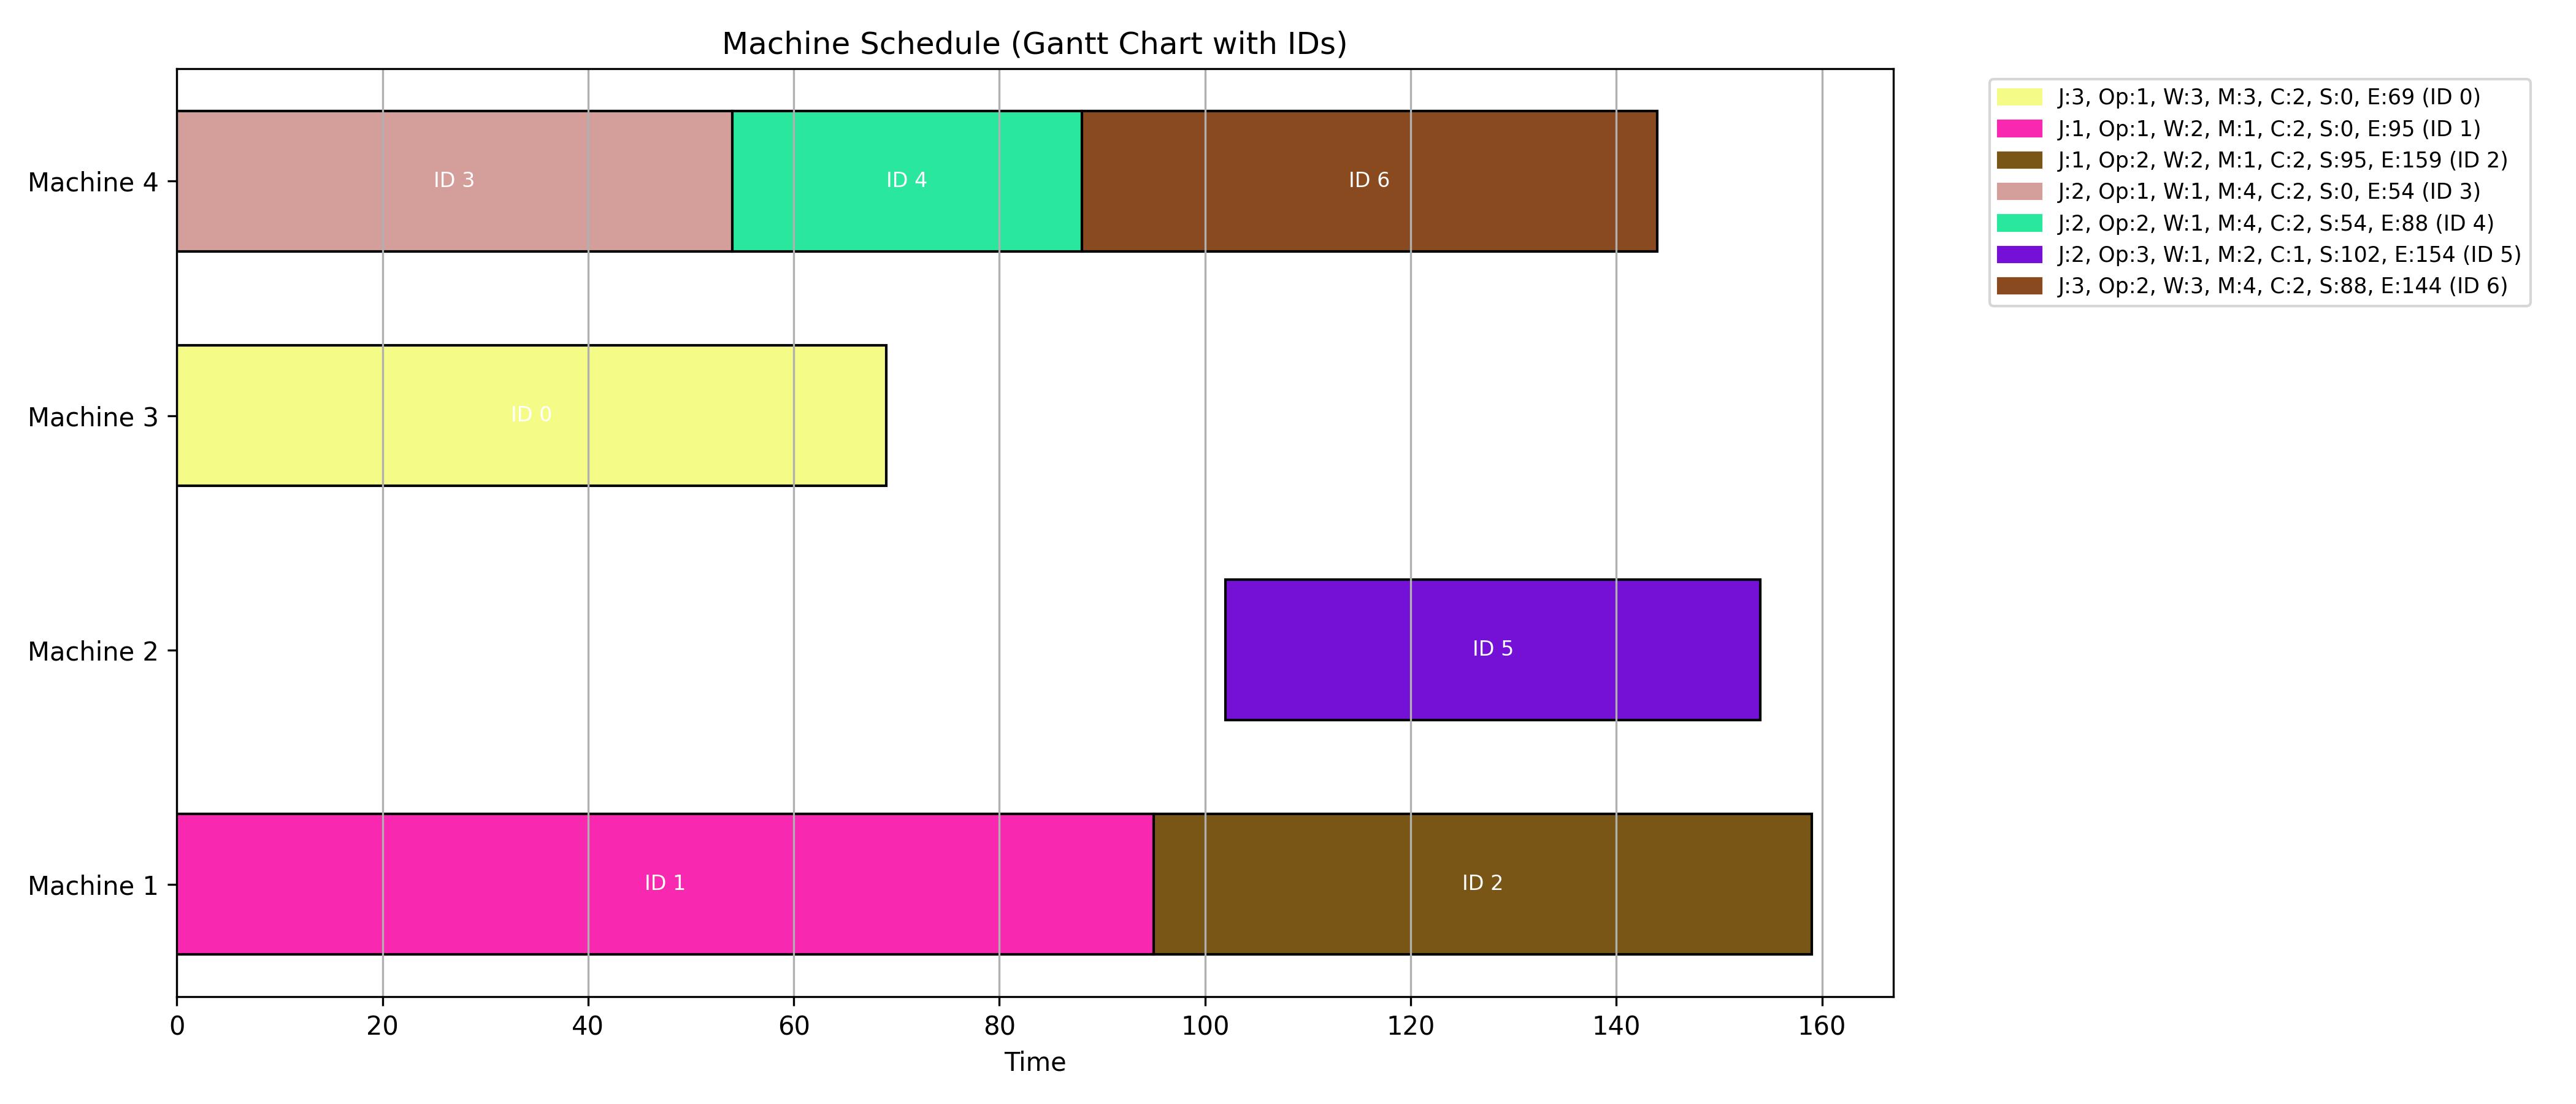 Machine Schedule (Gantt Chart with IDs)
Machine 4
ID 3
ID 4
ID 6
Machine 3
ID 0
Machine 2
ID 5
Machine 1
ID 1
ID 2
0 20 40 60 80 100 120 140 160
Time
J:3, Op:1, W:3, M:3, C:2, S:0, E:69 (ID 0)
J:1, Op:1, W:2, M:1, C:2, S:0, E:95 (ID 1)
J:1, Op:2, W:2, M:1, C:2, S:95, E:159 (ID 2)
J:2, Op:1, W:1, M:4, C:2, S:0, E:54 (ID 3)
J:2, Op:2, W:1, M:4, C:2, S:54, E:88 (ID 4)
J:2, Op:3, W:1, M:2, C:1, S:102, E:154 (ID 5)
J:3, Op:2, W:3, M:4, C:2, S:88, E:144 (ID 6)